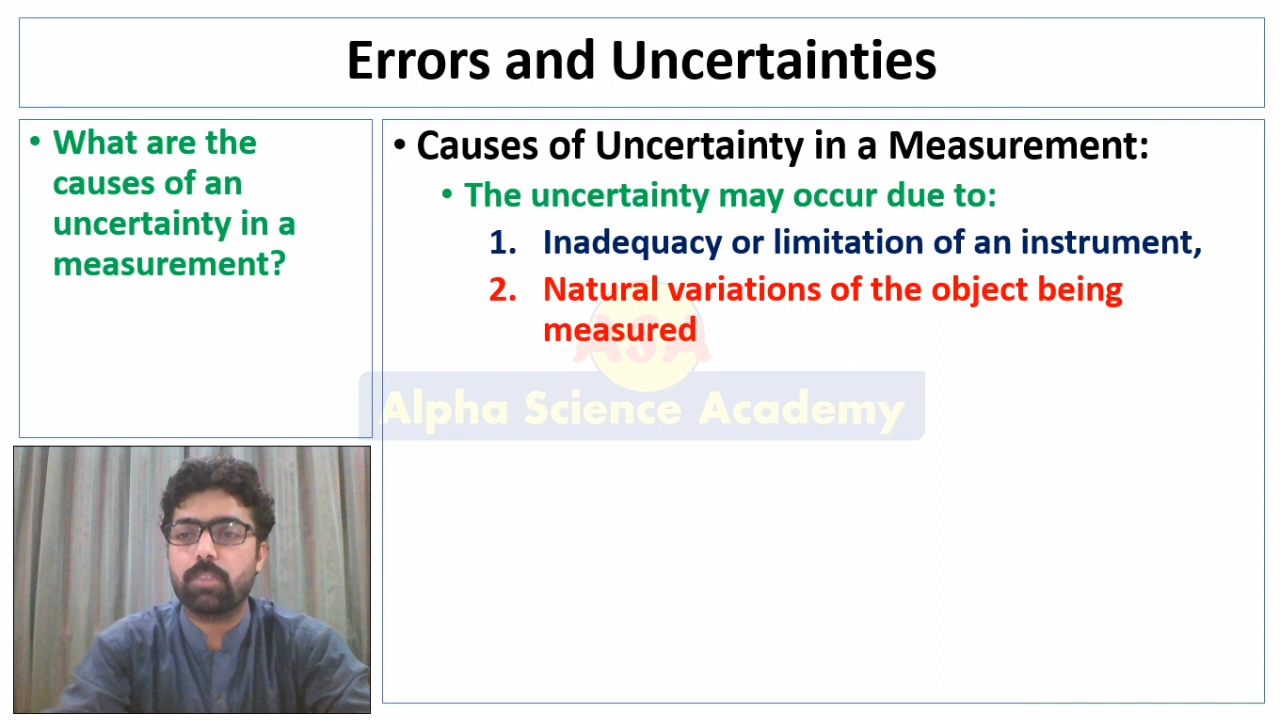 Errors and Uncertainties
• What are the
causes of an
uncertainty in a
measurement?
• Causes of Uncertainty in a Measurement:
• The uncertainty may occur due to:
1. Inadequacy or limitation of an instrument,
2. Natural variations of the object being
measured
ASA
Alpha Science Academy